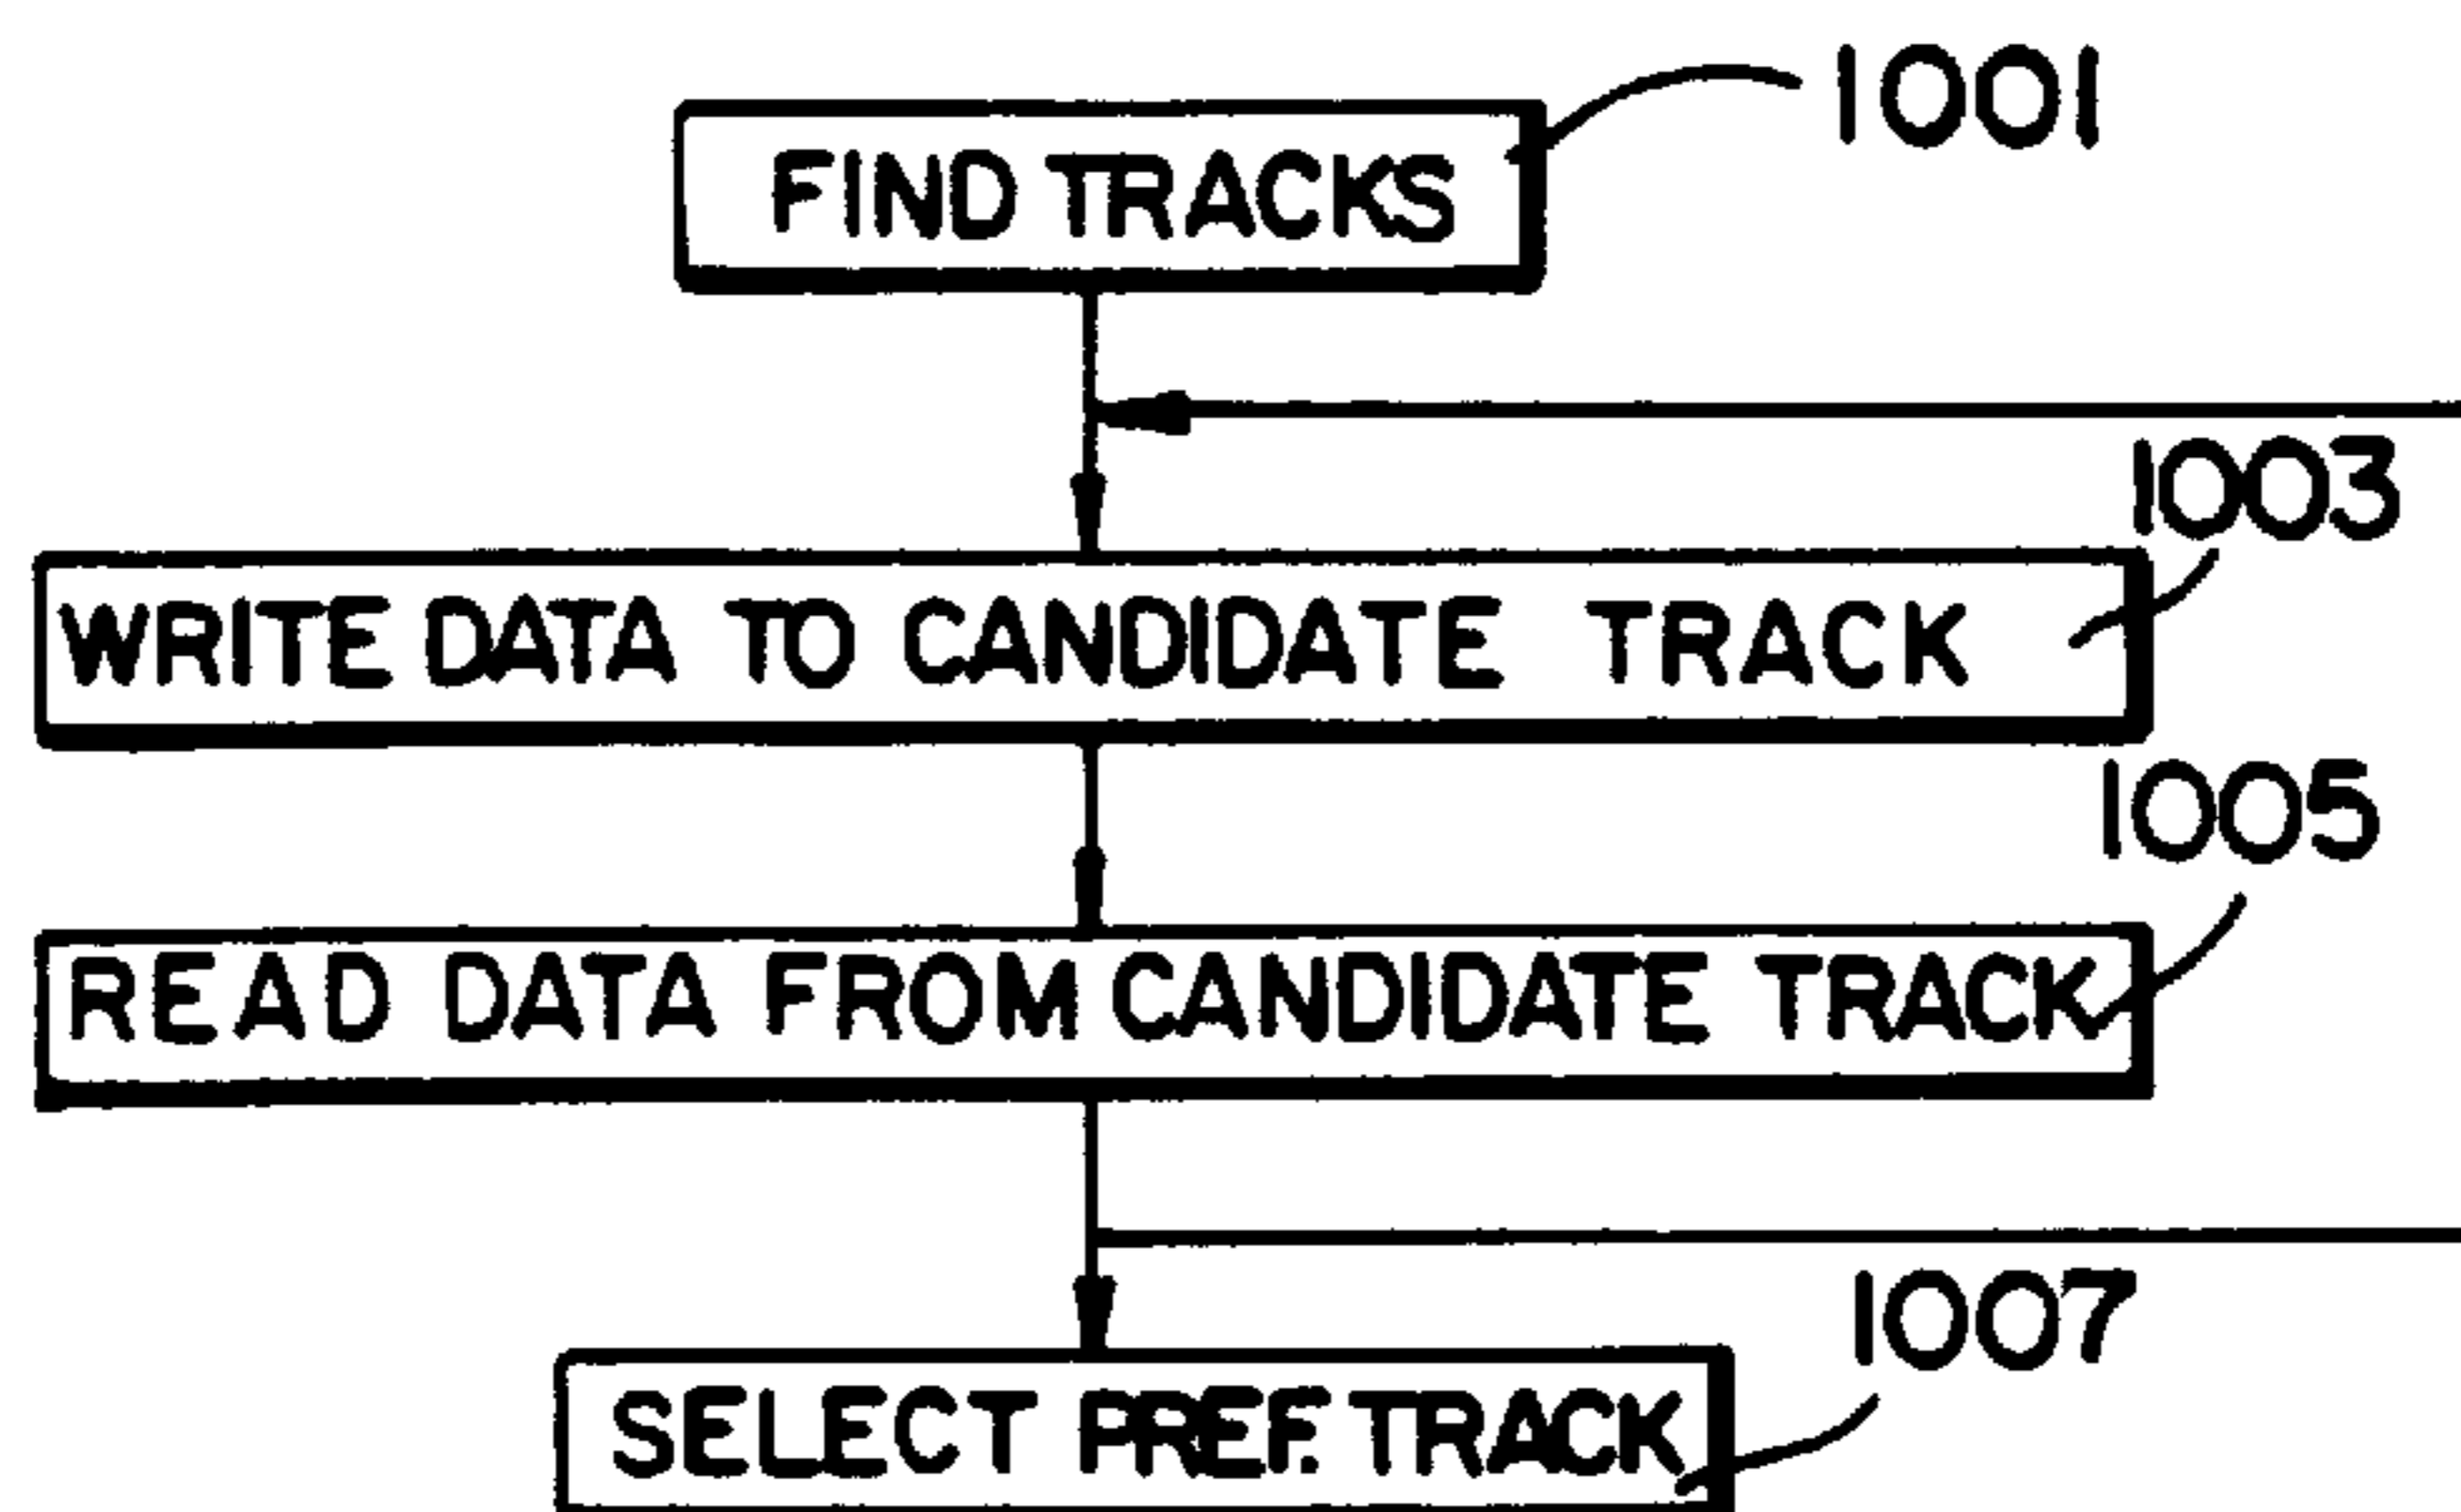 1001
FIND TRACKS
1003
WRITE DATA TO CANDIDATE TRACK
1005
READ DATA FROM CANDIDATE TRACK
1007
SELECT PREF. TRACK